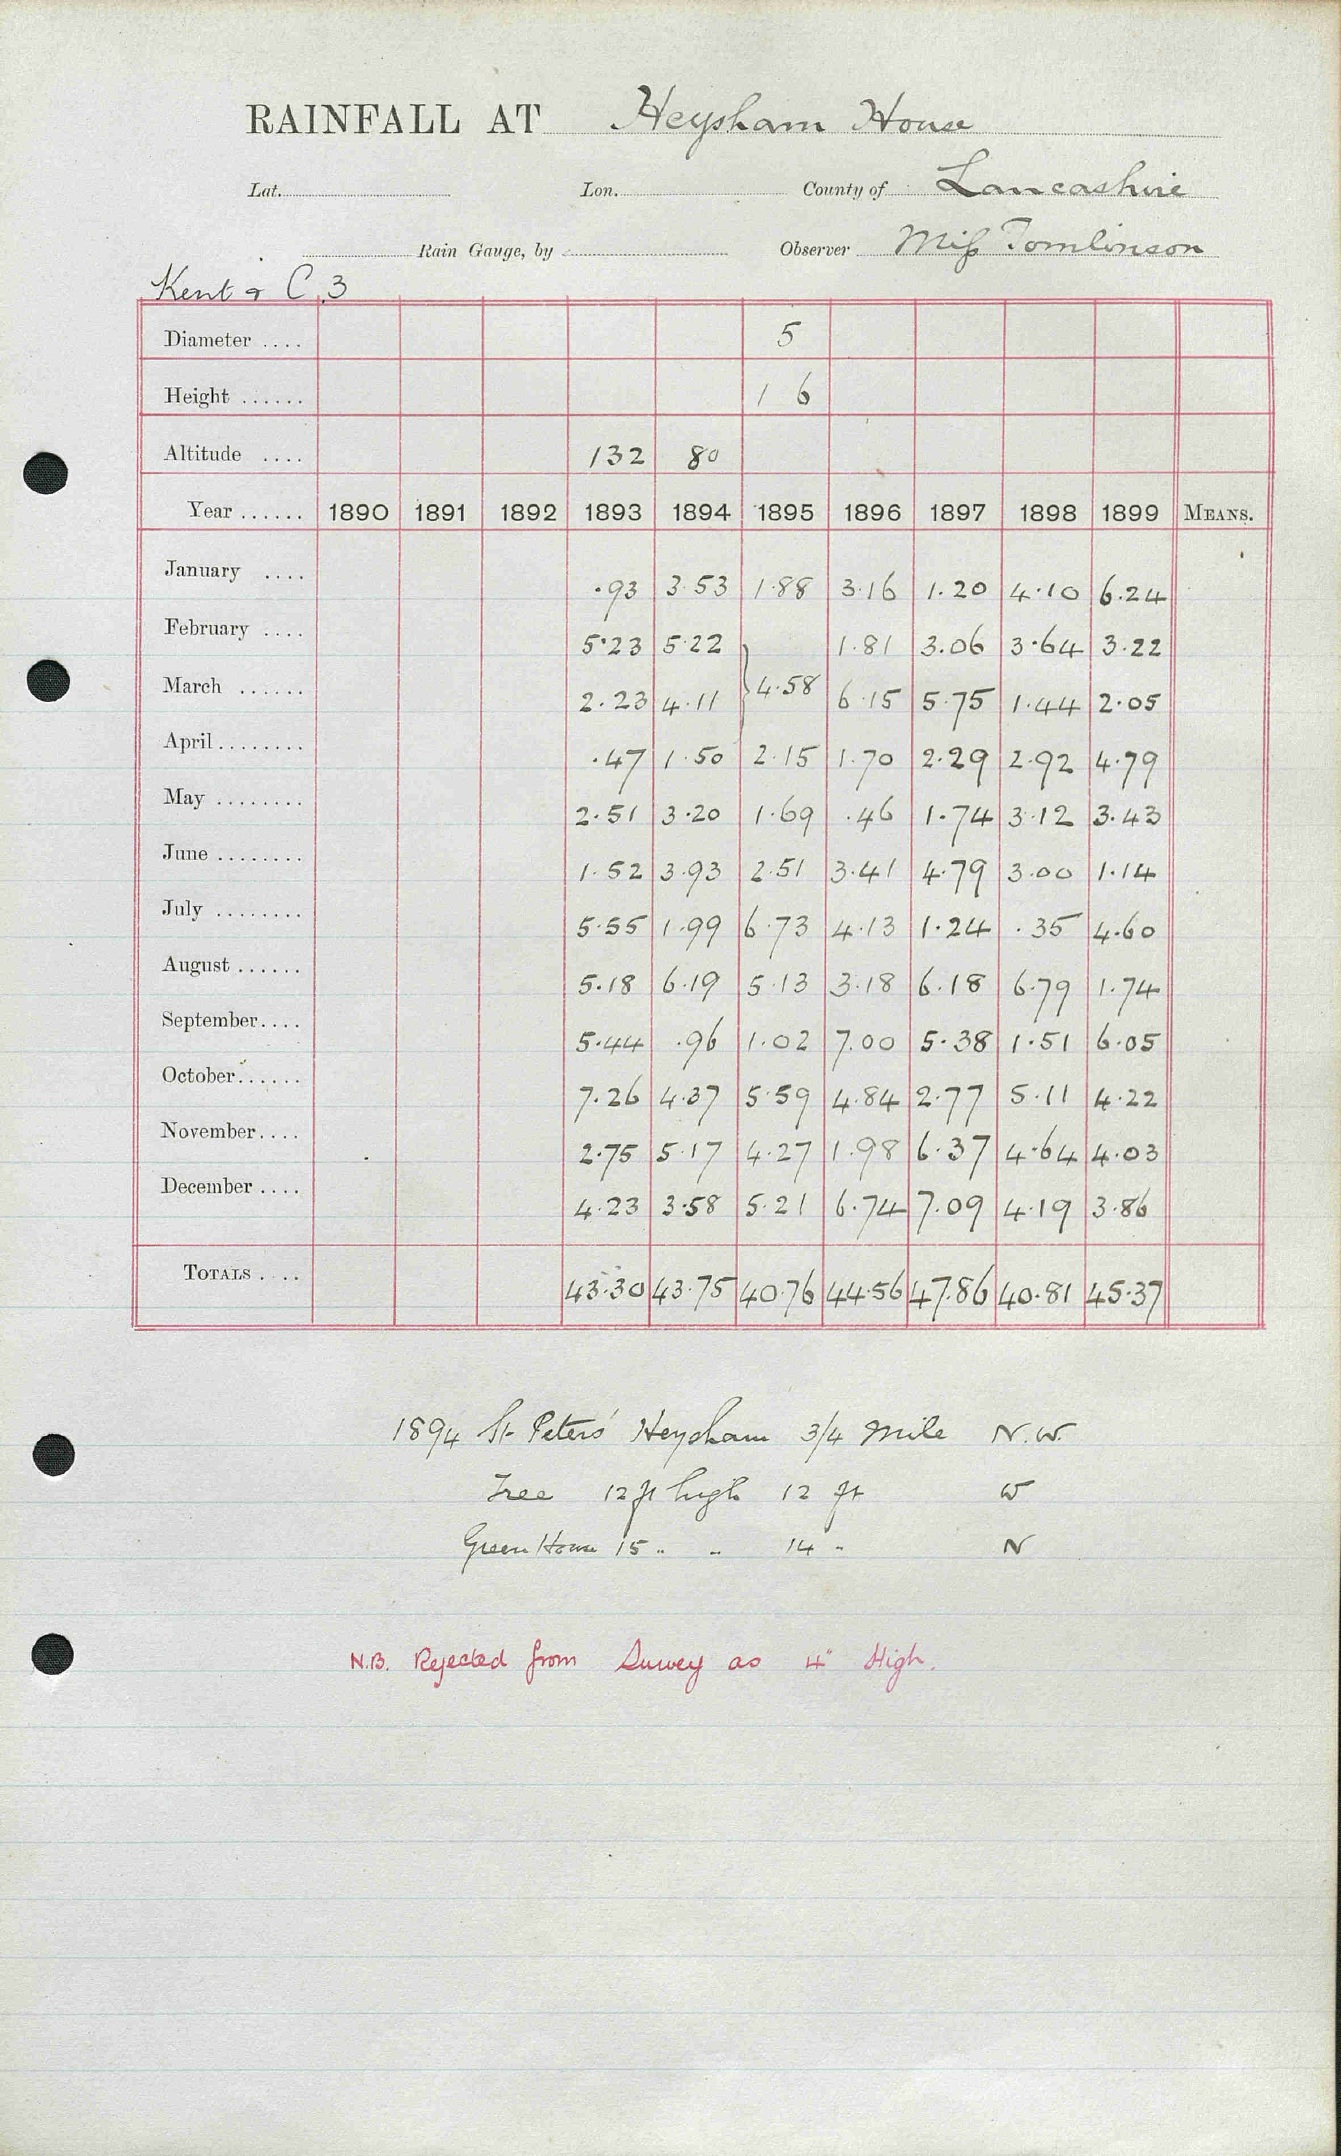 RAINFALL AT Heysham House
Lat. Lon. County of Lancashire
Rain Gauge, by Observer Miss Tomlinson
Kent & C. 3
Diameter .... 5
Height ...... 1 6
Altitude .... 132 80
Year ...... 1890 1891 1892 1893 1894 1895 1896 1897 1898 1899 MEANS.
January .... .93 3.53 1.88 3.16 1.20 4.10 6.24
February .... 5.23 5.22 1.81 3.06 3.64 3.22
March ...... 2.23 4.11 } 4.58 6.15 5.75 1.44 2.05
April ........ .47 1.50 2.15 1.70 2.29 2.92 4.79
May ........ 2.51 3.20 1.69 .46 1.74 3.12 3.43
June ........ 1.52 3.93 2.51 3.41 4.79 3.00 1.14
July ........ 5.55 1.99 6.73 4.13 1.24 .35 4.60
August ...... 5.18 6.19 5.13 3.18 6.18 6.79 1.74
September.... 5.44 .96 1.02 7.00 5.38 1.51 6.05
October...... 7.26 4.37 5.59 4.84 2.77 5.11 4.22
November.... 2.75 5.17 4.27 1.98 6.37 4.64 4.03
December .... 4.23 3.58 5.21 6.74 7.09 4.19 3.86
TOTALS .... 43.30 43.75 40.76 44.56 47.86 40.81 45.37
1894 St Peters' Heysham 3/4 Mile N.W.
Tree 12 ft high 12 ft W
Green House 15 " " 14 " N
N.B. Rejected from Survey as 4" High.